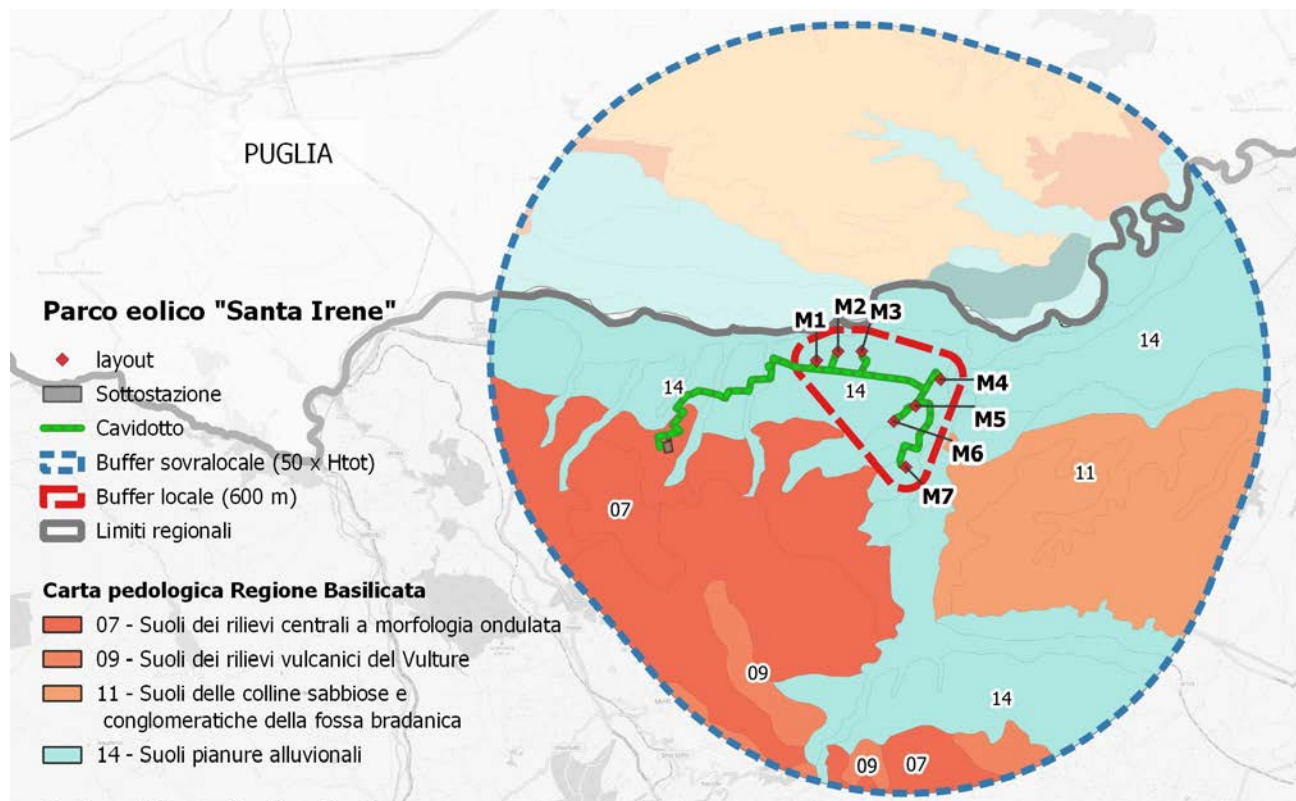 PUGLIA
Parco eolico "Santa Irene"
layout
Sottostazione
Cavidotto
Buffer sovralocale (50 x Htot)
Buffer locale (600 m)
Limiti regionali
Carta pedologica Regione Basilicata
07 - Suoli dei rilievi centrali a morfologia ondulata
09 - Suoli dei rilievi vulcanici del Vulture
11 - Suoli delle colline sabbiose e
conglomeratiche della fossa bradanica
14 - Suoli pianure alluvionali
M1
M2
M3
14
M4
14
14
M5
M6
M7
11
07
09
14
09
07